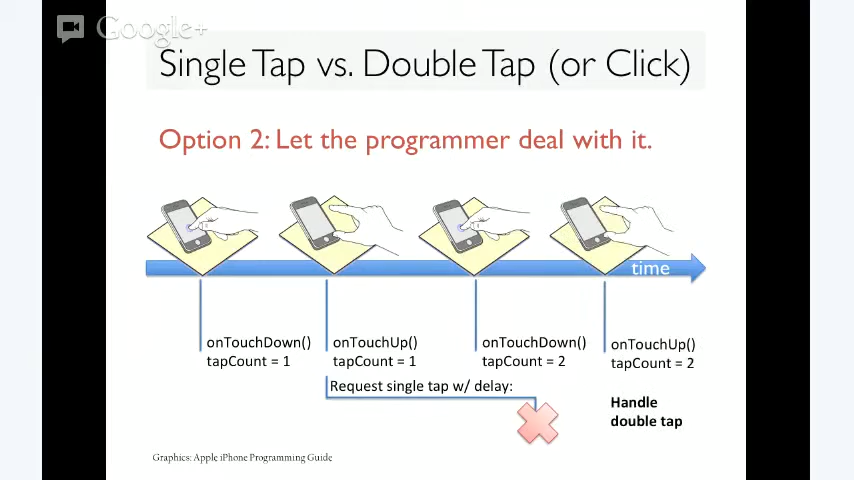 Google+
Single Tap vs. Double Tap (or Click)
Option 2: Let the programmer deal with it.
time
onTouchDown()
tapCount = 1
onTouchUp()
tapCount = 1
onTouchDown()
tapCount = 2
onTouchUp()
tapCount = 2
Request single tap w/ delay:
Handle
double tap
Graphics: Apple iPhone Programming Guide